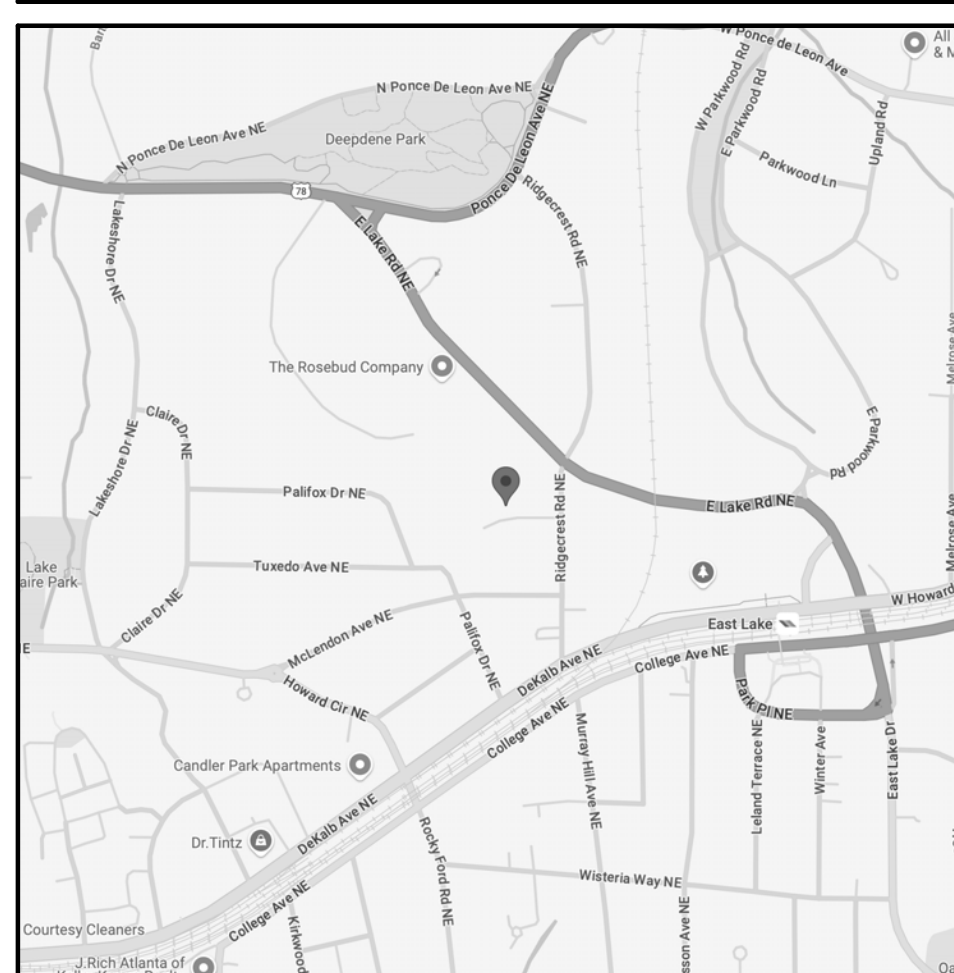 W Ponce de Leon Ave
All
& M
N Ponce De Leon Ave NE
W Parkwood Rd
E Parkwood Rd
Upland Rd
N Ponce De Leon Ave NE
Deepdene Park
Ponce De Leon Ave NE
Parkwood Ln
78
Ridgecrest Rd NE
Lakeshore Dr NE
E Lake Rd NE
Melrose Ave
The Rosebud Company
Claire Dr NE
E Parkwood Rd
Lakeshore Dr NE
Palifox Dr NE
Ridgecrest Rd NE
E Lake Rd NE
Melrose Ave
Lake
aire Park
Tuxedo Ave NE
W Howard
Claire Dr NE
McLendon Ave NE
Palifox Dr NE
East Lake
E
DeKalb Ave NE
College Ave NE
Howard Cir NE
Park Pl NE
College Ave NE
Murray Hill Ave NE
Leland Terrace NE
Winter Ave
East Lake Dr
Candler Park Apartments
DeKalb Ave NE
Dr.Tintz
Rocky Ford Rd NE
Wisteria Way NE
College Ave NE
Courtesy Cleaners
Kirkwood
sson Ave NE
J.Rich Atlanta of
Oa